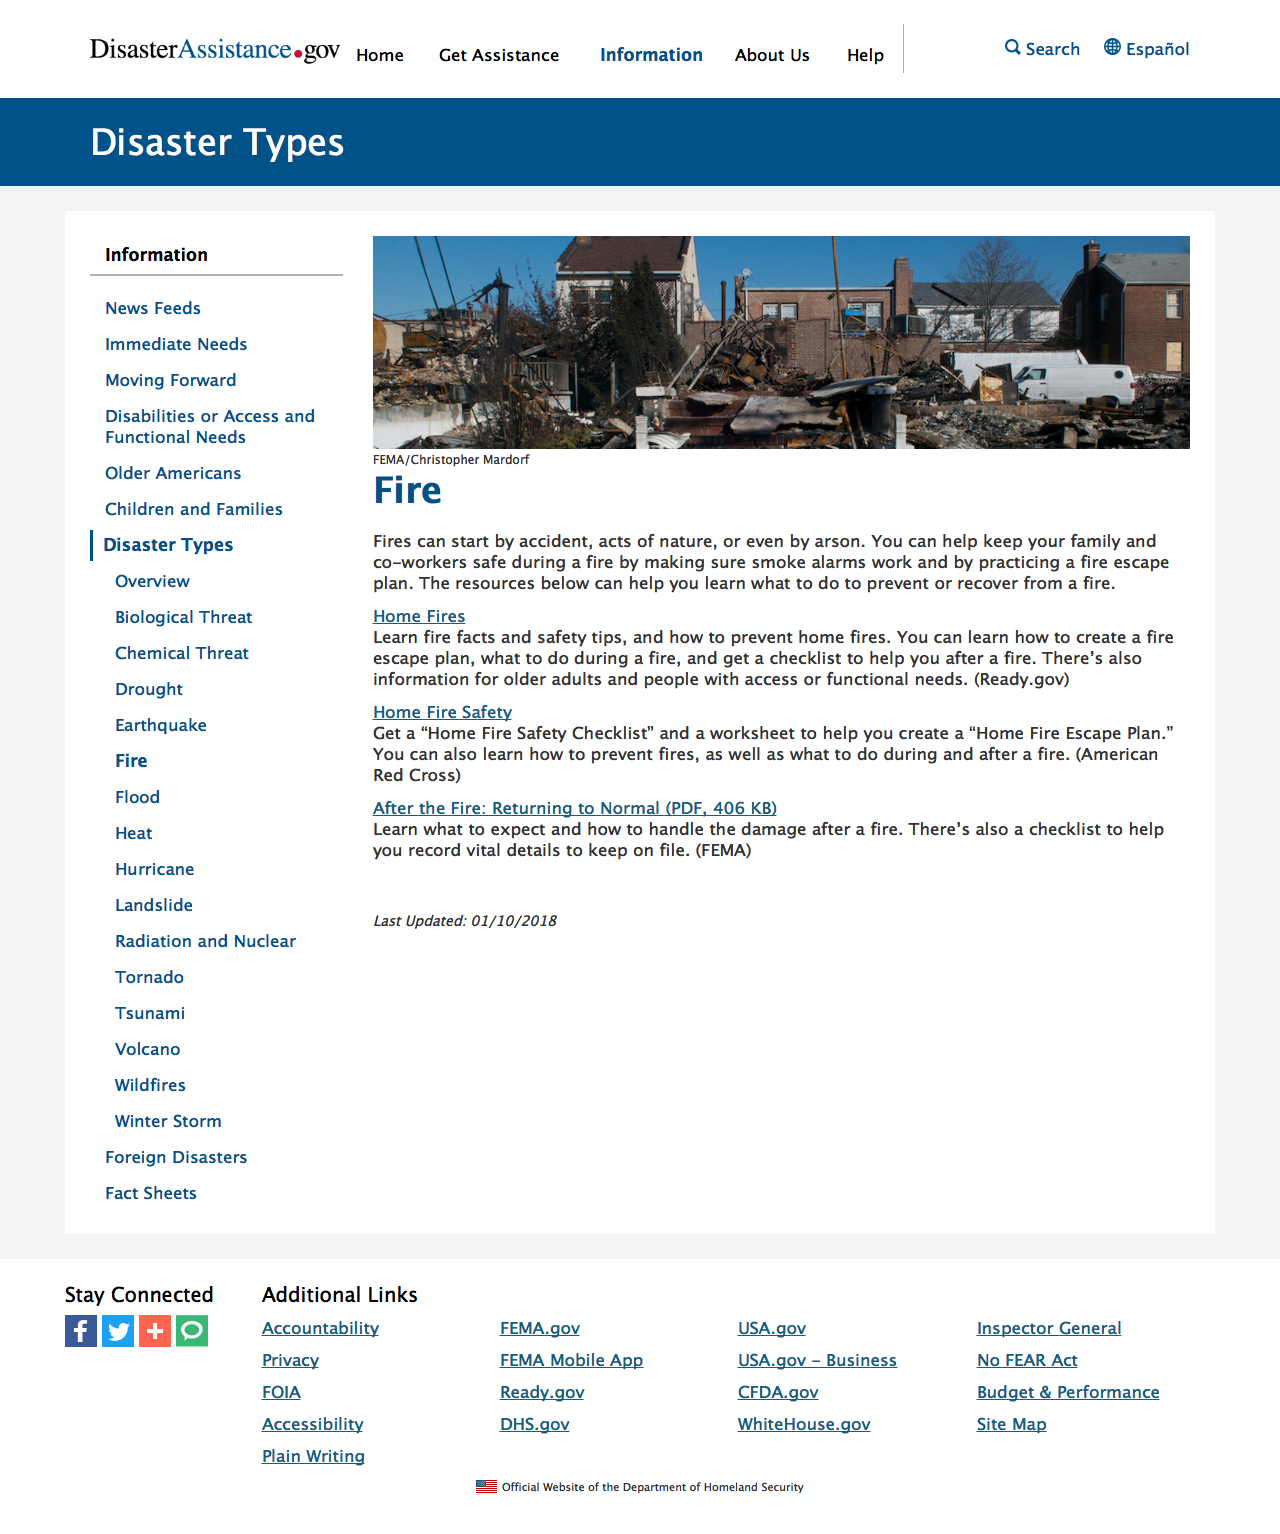 DisasterAssistance.gov
Home
Get Assistance
Information
About Us
Help
Search
Español
Disaster Types
Information
News Feeds
Immediate Needs
Moving Forward
Disabilities or Access and
Functional Needs
Older Americans
Children and Families
Disaster Types
Overview
Biological Threat
Chemical Threat
Drought
Earthquake
Fire
Flood
Heat
Hurricane
Landslide
Radiation and Nuclear
Tornado
Tsunami
Volcano
Wildfires
Winter Storm
Foreign Disasters
Fact Sheets
FEMA/Christopher Mardorf
Fire
Fires can start by accident, acts of nature, or even by arson. You can help keep your family and
co-workers safe during a fire by making sure smoke alarms work and by practicing a fire escape
plan. The resources below can help you learn what to do to prevent or recover from a fire.
Home Fires
Learn fire facts and safety tips, and how to prevent home fires. You can learn how to create a fire
escape plan, what to do during a fire, and get a checklist to help you after a fire. There’s also
information for older adults and people with access or functional needs. (Ready.gov)
Home Fire Safety
Get a “Home Fire Safety Checklist” and a worksheet to help you create a “Home Fire Escape Plan.”
You can also learn how to prevent fires, as well as what to do during and after a fire. (American
Red Cross)
After the Fire: Returning to Normal (PDF, 406 KB)
Learn what to expect and how to handle the damage after a fire. There’s also a checklist to help
you record vital details to keep on file. (FEMA)
Last Updated: 01/10/2018
Stay Connected
Additional Links
Accountability
Privacy
FOIA
Accessibility
Plain Writing
FEMA.gov
FEMA Mobile App
Ready.gov
DHS.gov
USA.gov
USA.gov – Business
CFDA.gov
WhiteHouse.gov
Inspector General
No FEAR Act
Budget & Performance
Site Map
Official Website of the Department of Homeland Security